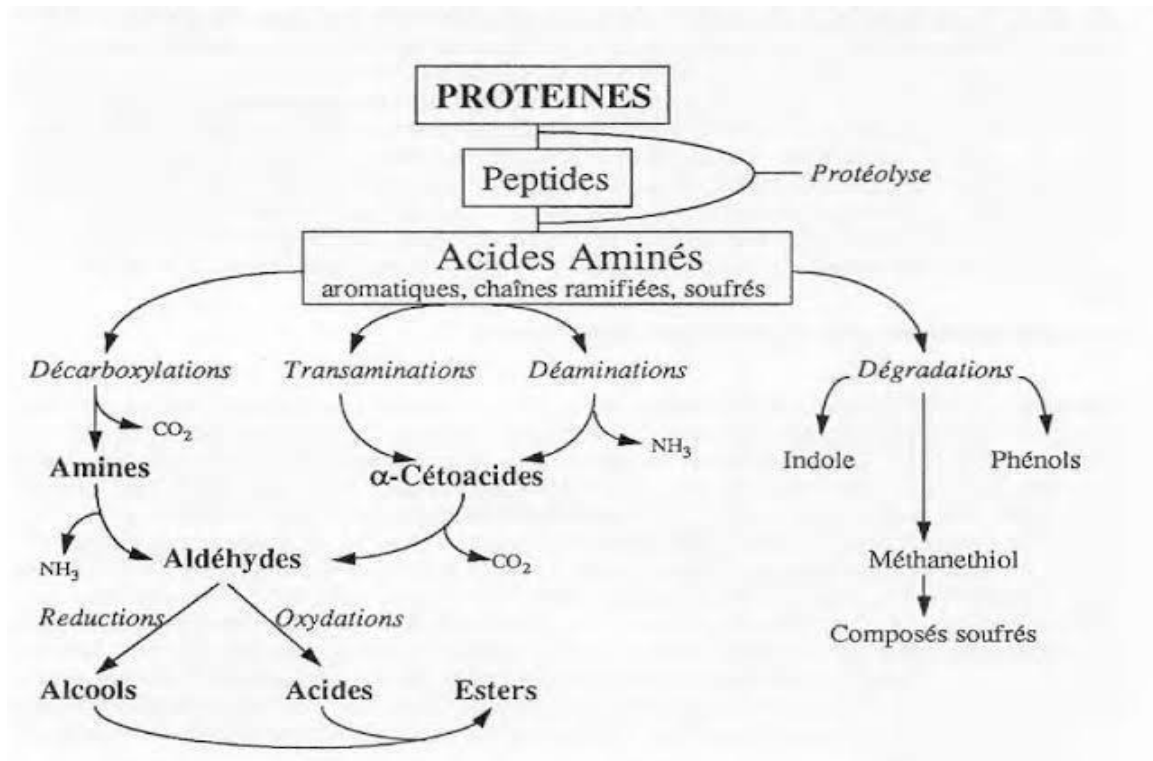 PROTEINES
Peptides
Protéolyse
Acides Aminés
aromatiques, chaînes ramifiées, soufrés
Décarboxylations
Transaminations
Déaminations
Dégradations
CO₂
NH₃
Amines
α-Cétoacides
Indole
Phénols
NH₃
Aldéhydes
CO₂
Méthanethiol
Reductions
Oxydations
Composés soufrés
Alcools
Acides
Esters